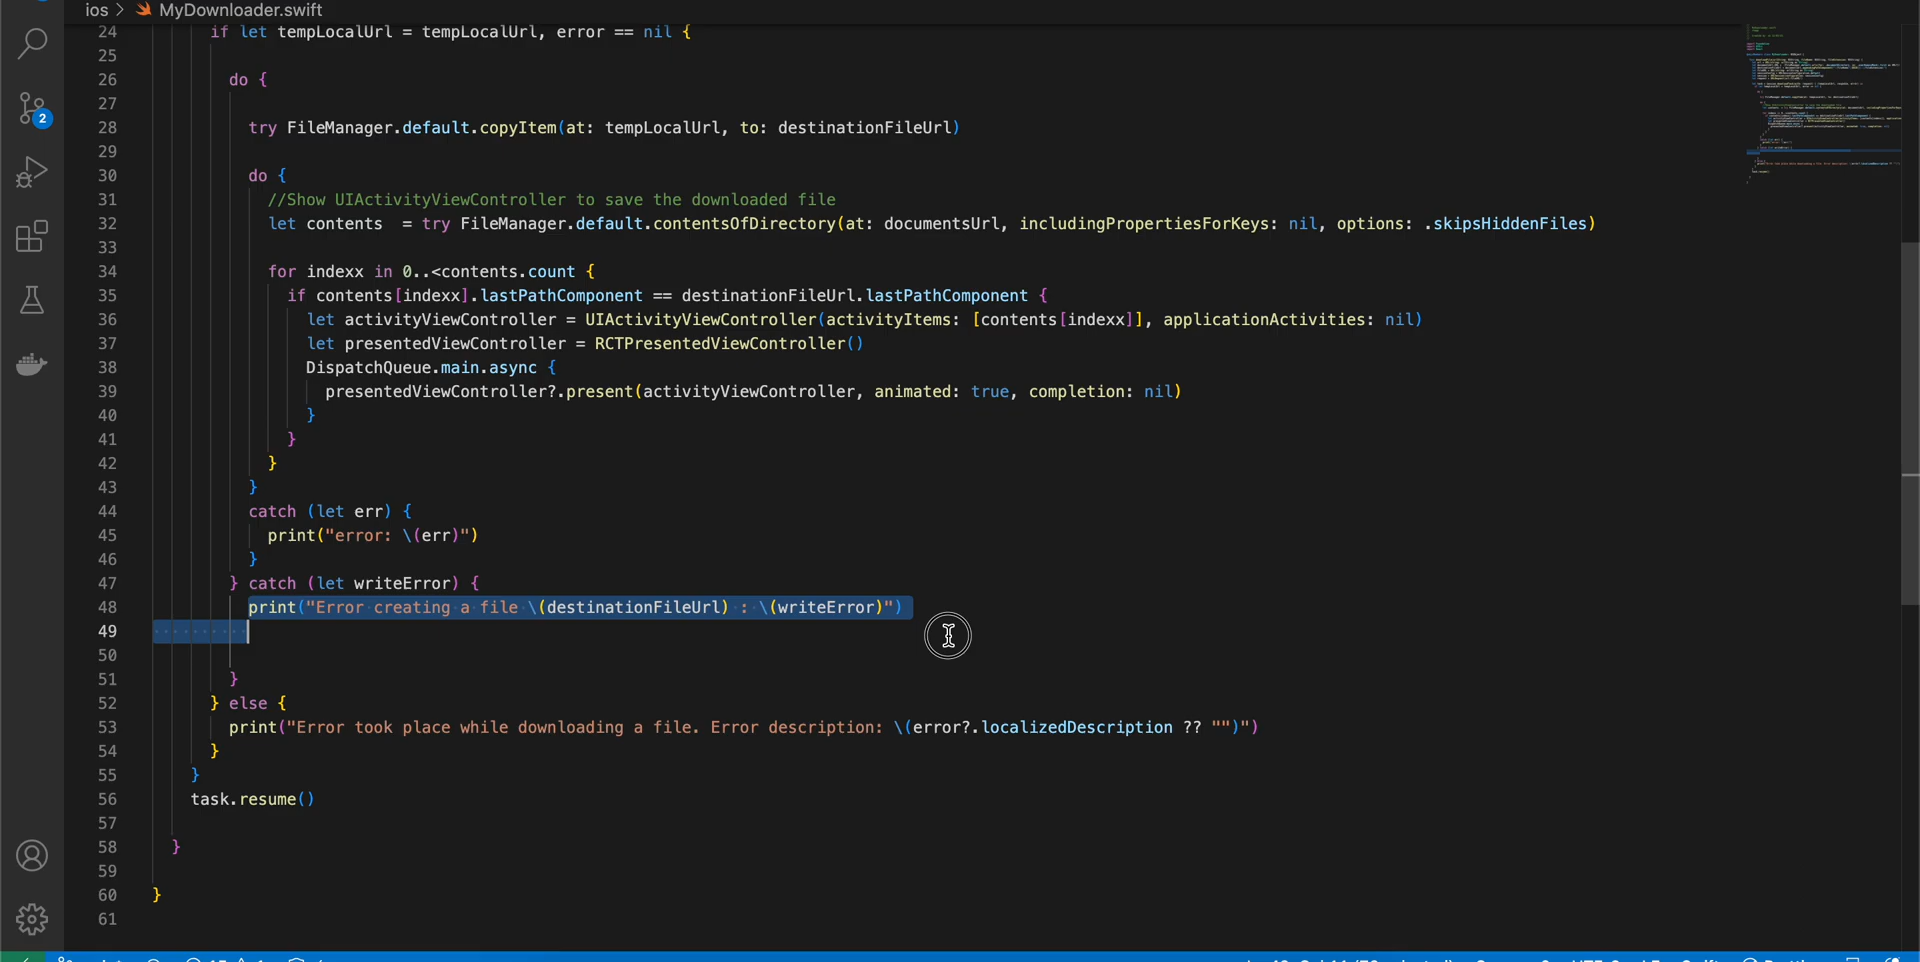 ios > MyDownloader.swift
24 if let tempLocalUrl = tempLocalUrl, error == nil {
25
26 do {
27
28 try FileManager.default.copyItem(at: tempLocalUrl, to: destinationFileUrl)
29
30 do {
31 //Show UIActivityViewController to save the downloaded file
32 let contents  = try FileManager.default.contentsOfDirectory(at: documentsUrl, includingPropertiesForKeys: nil, options: .skipsHiddenFiles)
33
34 for indexx in 0..<contents.count {
35 if contents[indexx].lastPathComponent == destinationFileUrl.lastPathComponent {
36 let activityViewController = UIActivityViewController(activityItems: [contents[indexx]], applicationActivities: nil)
37 let presentedViewController = RCTPresentedViewController()
38 DispatchQueue.main.async {
39 presentedViewController?.present(activityViewController, animated: true, completion: nil)
40 }
41 }
42 }
43 }
2 44 catch (let err) {
45 print("error: \(err)")
46 }
47 } catch (let writeError) {
48 print("Error creating a file \(destinationFileUrl) : \(writeError)")
49
50
51 }
52 } else {
53 print("Error took place while downloading a file. Error description: \(error?.localizedDescription ?? "")")
54 }
55 }
56 task.resume()
57
58 }
59
60 }
61